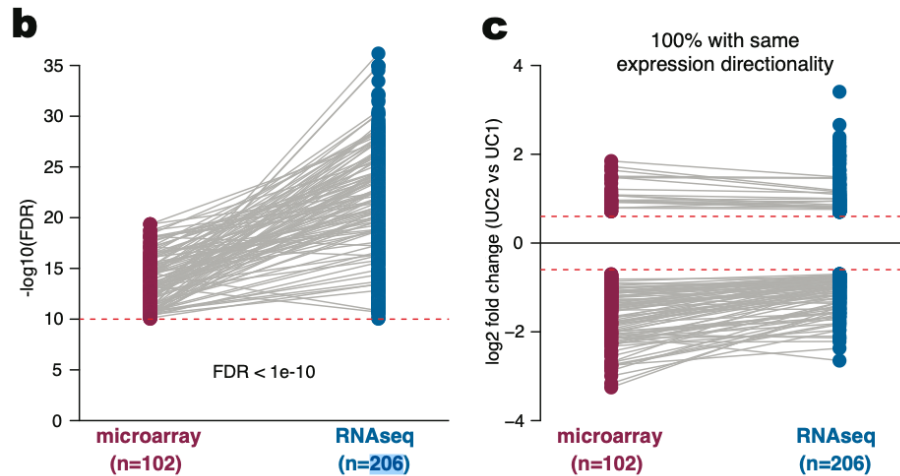 b
-log10(FDR)
35
30
25
20
15
10
5
0
FDR < 1e-10
microarray
(n=102)
RNAseq
(n=206)
c
100% with same
expression directionality
log2 fold change (UC2 vs UC1)
4
2
0
−2
−4
microarray
(n=102)
RNAseq
(n=206)